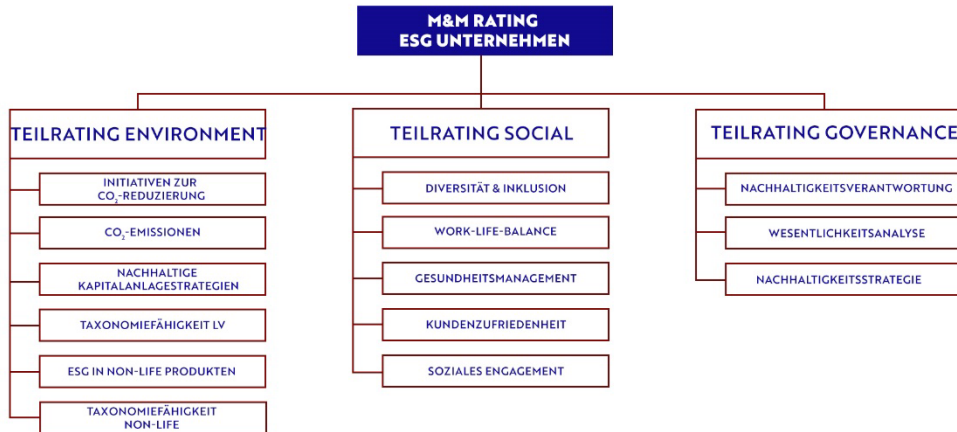 M&M RATING
ESG UNTERNEHMEN
TEILRATING ENVIRONMENT
INITIATIVEN ZUR
CO₂-REDUZIERUNG
CO₂-EMISSIONEN
NACHHALTIGE
KAPITALANLAGESTRATEGIEN
TAXONOMIEFÄHIGKEIT LV
ESG IN NON-LIFE PRODUKTEN
TAXONOMIEFÄHIGKEIT
NON-LIFE
TEILRATING SOCIAL
DIVERSITÄT & INKLUSION
WORK-LIFE-BALANCE
GESUNDHEITSMANAGEMENT
KUNDENZUFRIEDENHEIT
SOZIALES ENGAGEMENT
TEILRATING GOVERNANCE
NACHHALTIGKEITSVERANTWORTUNG
WESENTLICHKEITSANALYSE
NACHHALTIGKEITSSTRATEGIE